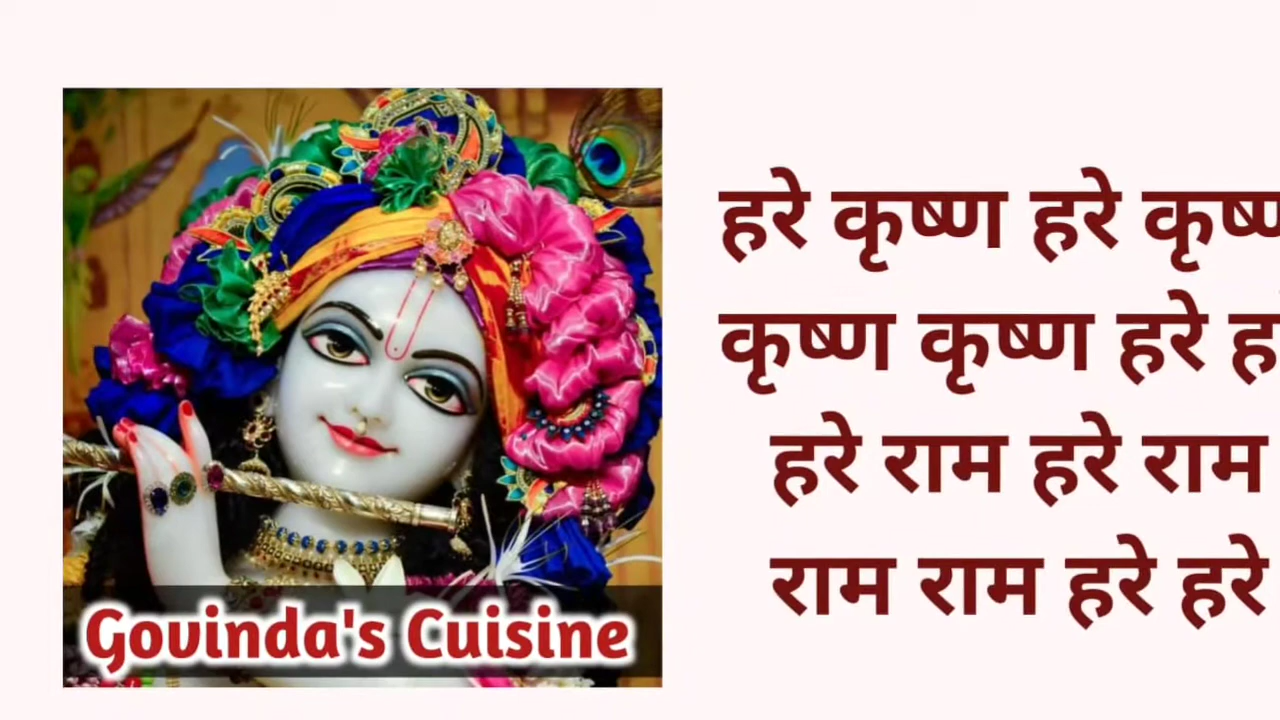 Govinda's Cuisine
हरे कृष्ण हरे कृष्ण
कृष्ण कृष्ण हरे
हरे राम हरे राम
राम राम हरे हरे